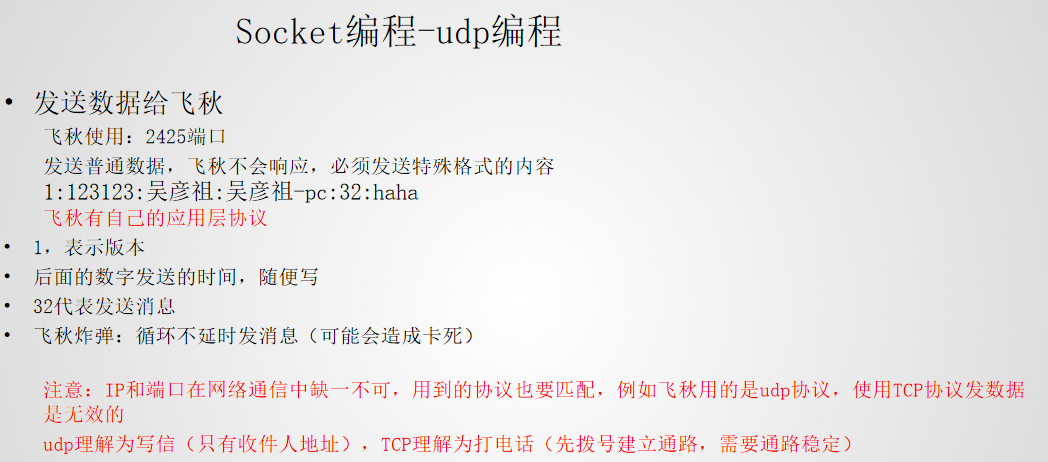 Socket编程-udp编程
• 发送数据给飞秋
飞秋使用：2425端口
发送普通数据，飞秋不会响应，必须发送特殊格式的内容
1:123123:吴彦祖:吴彦祖-pc:32:haha
飞秋有自己的应用层协议
• 1，表示版本
• 后面的数字发送的时间，随便写
• 32代表发送消息
• 飞秋炸弹：循环不延时发消息（可能会造成卡死）
注意：IP和端口在网络通信中缺一不可，用到的协议也要匹配，例如飞秋用的是udp协议，使用TCP协议发数据
是无效的
udp理解为写信（只有收件人地址），TCP理解为打电话（先拨号建立通路，需要通路稳定）